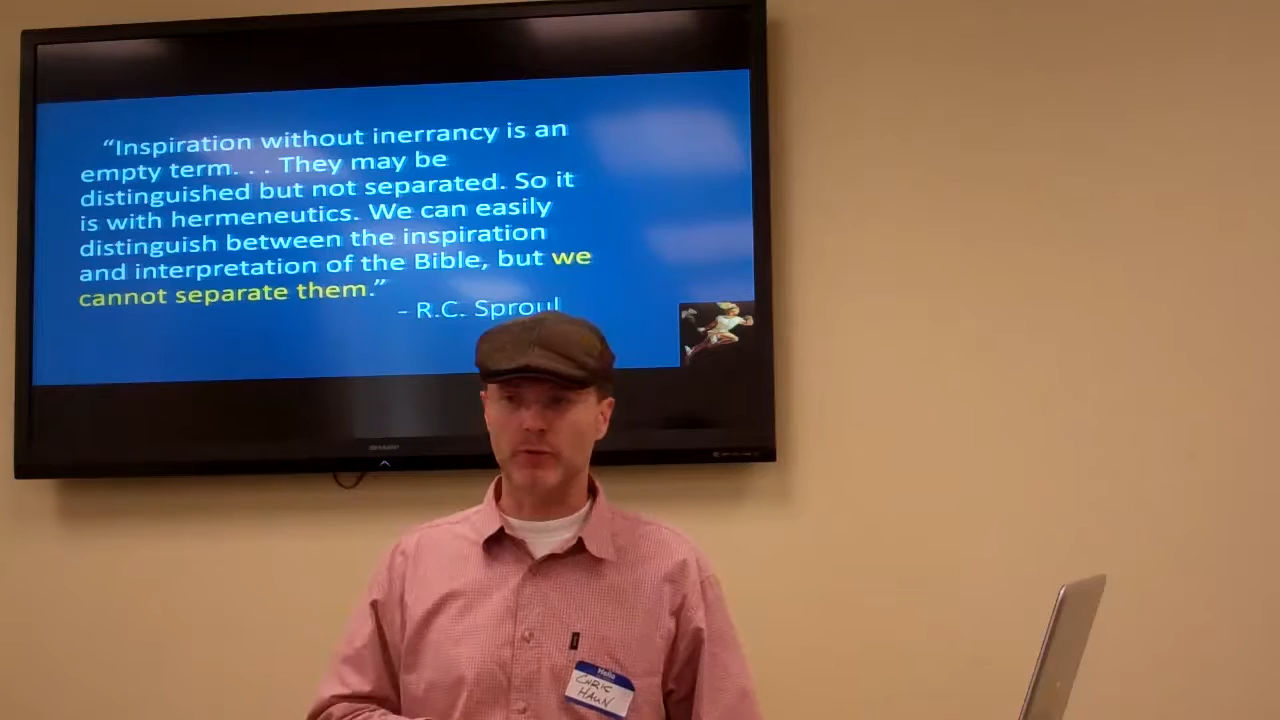 “Inspiration without inerrancy is an
empty term. . . They may be
distinguished but not separated. So it
is with hermeneutics. We can easily
distinguish between the inspiration
and interpretation of the Bible, but we
cannot separate them.”
- R.C. Sproul
SHARP
Hello
CHRIS
HAUN